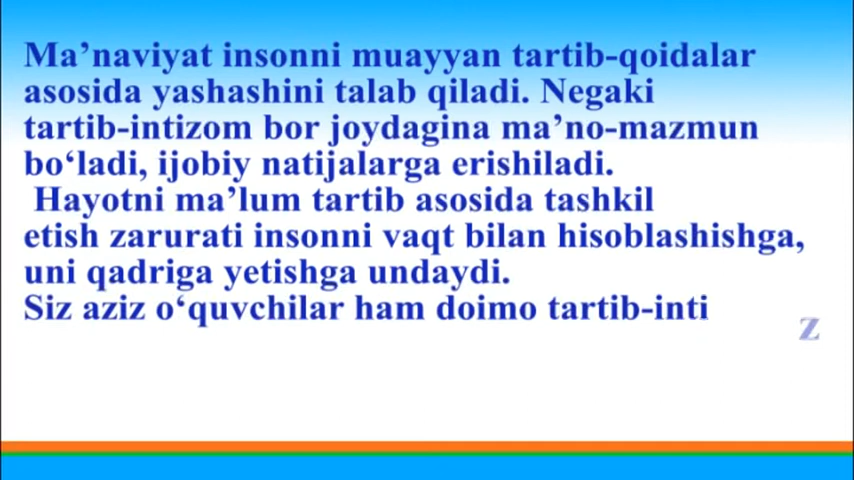 Ma’naviyat insonni muayyan tartib-qoidalar
asosida yashashini talab qiladi. Negaki
tartib-intizom bor joydagina ma’no-mazmun
bo‘ladi, ijobiy natijalarga erishiladi.
Hayotni ma’lum tartib asosida tashkil
etish zarurati insonni vaqt bilan hisoblashishga,
uni qadriga yetishga undaydi.
Siz aziz o‘quvchilar ham doimo tartib-inti
z